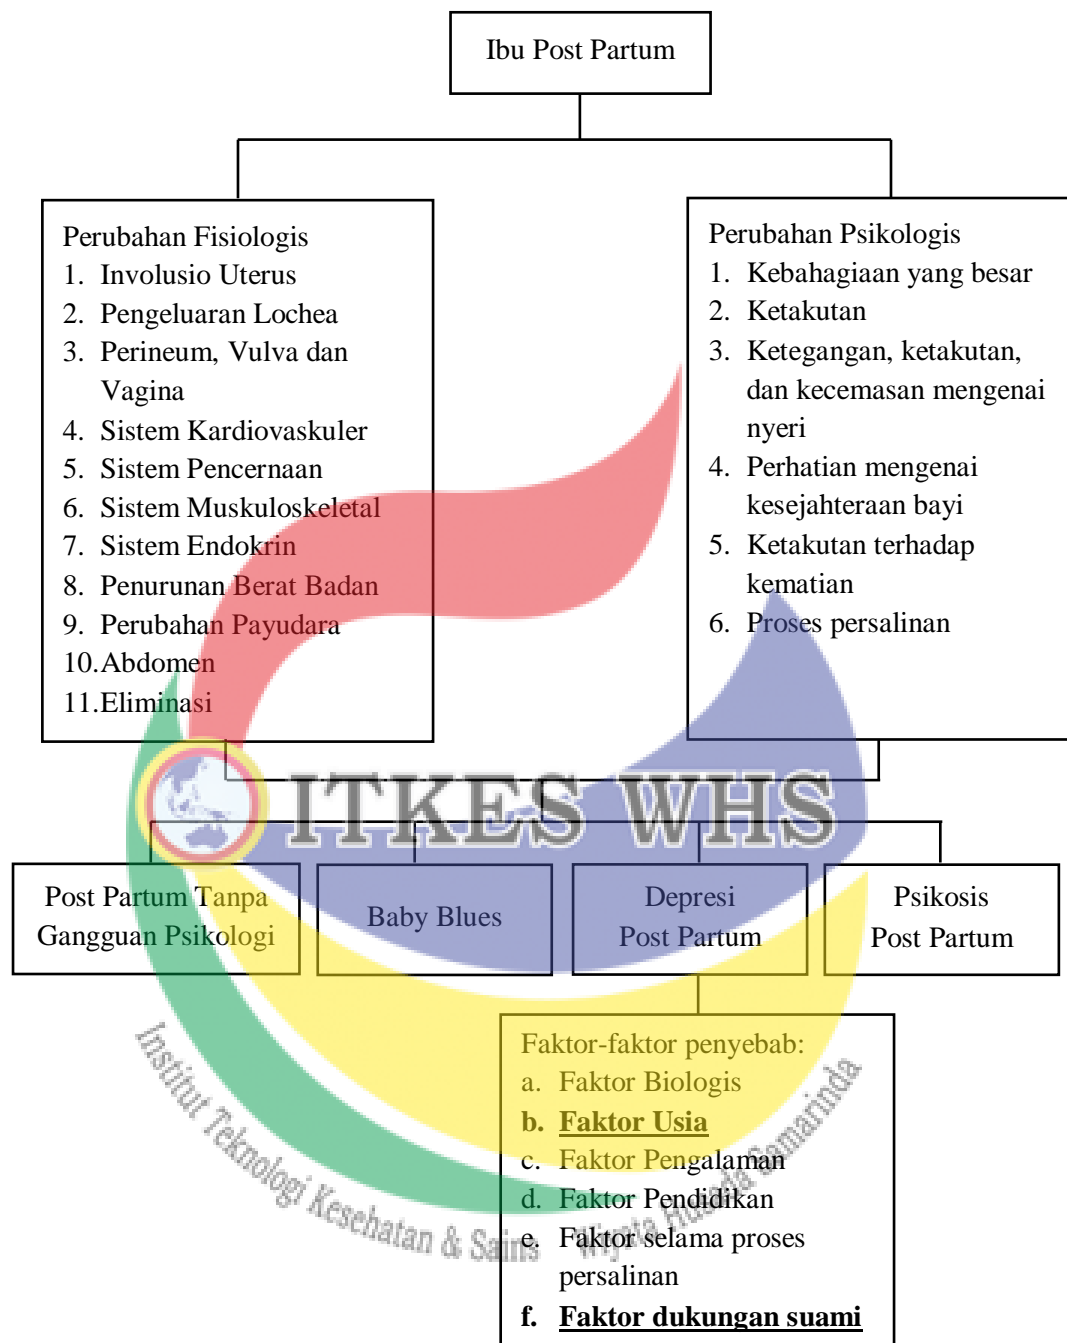 Ibu Post Partum
Perubahan Fisiologis
1. Involusio Uterus
2. Pengeluaran Lochea
3. Perineum, Vulva dan
Vagina
4. Sistem Kardiovaskuler
5. Sistem Pencernaan
6. Sistem Muskuloskeletal
7. Sistem Endokrin
8. Penurunan Berat Badan
9. Perubahan Payudara
10.Abdomen
11.Eliminasi
Perubahan Psikologis
1. Kebahagiaan yang besar
2. Ketakutan
3. Ketegangan, ketakutan,
dan kecemasan mengenai
nyeri
4. Perhatian mengenai
kesejahteraan bayi
5. Ketakutan terhadap
kematian
6. Proses persalinan
ITKES WHS
Post Partum Tanpa
Gangguan Psikologi
Baby Blues
Depresi
Post Partum
Psikosis
Post Partum
Faktor-faktor penyebab:
a. Faktor Biologis
b. Faktor Usia
c. Faktor Pengalaman
d. Faktor Pendidikan
e. Faktor selama proses
persalinan
f. Faktor dukungan suami
Institut Teknologi Kesehatan & Sains Wiyata Husada Samarinda